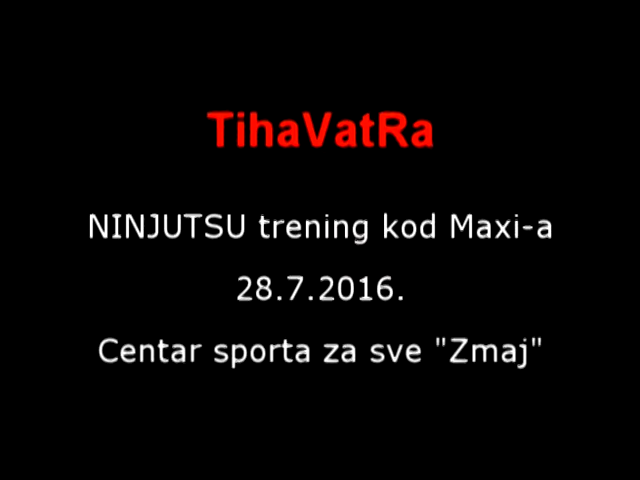 TihaVatRa
NINJUTSU trening kod Maxi-a
28.7.2016.
Centar sporta za sve "Zmaj"